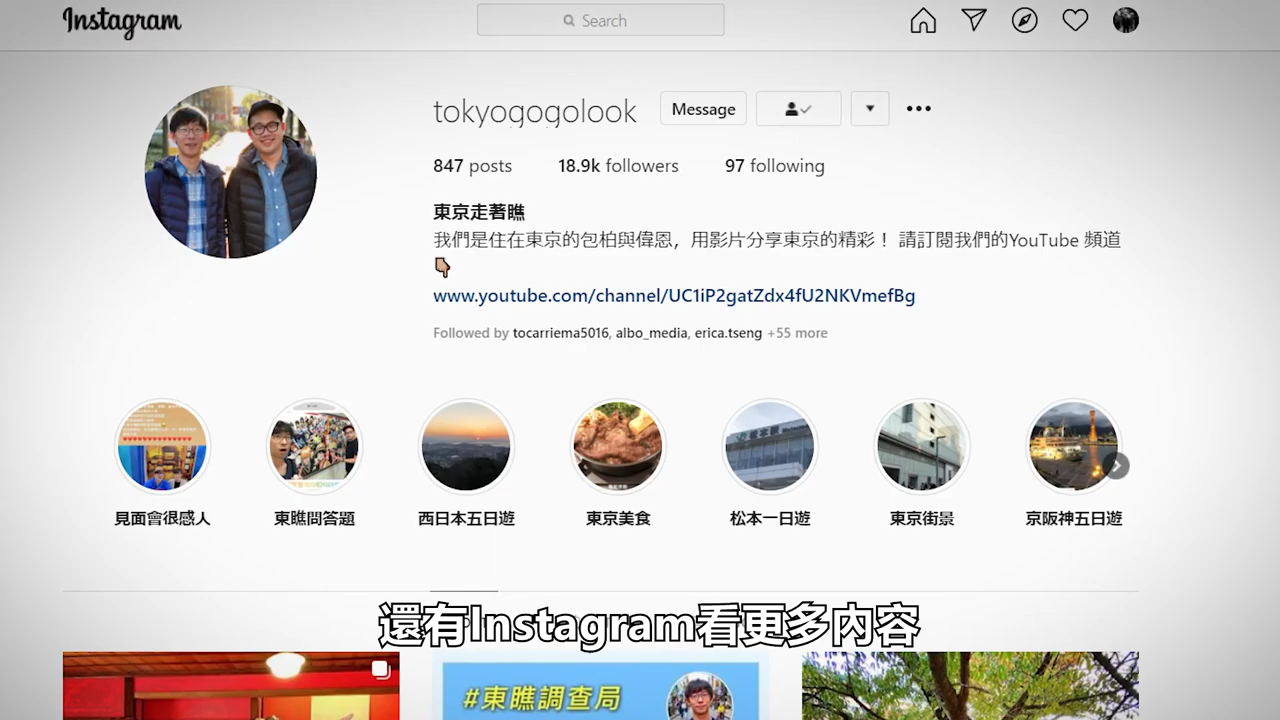 Instagram
Search
tokyogogolook
Message
847 posts
18.9k followers
97 following
東京走著瞧
我們是住在東京的包柏與偉恩，用影片分享東京的精彩！ 請訂閱我們的YouTube 頻道
👇🏼
www.youtube.com/channel/UC1iP2gatZdx4fU2NKVmefBg
Followed by tocarriema5016, albo_media, erica.tseng +55 more
見面會很感人
東瞧問答題
西日本五日遊
東京美食
松本一日遊
東京街景
京阪神五日遊
還有Instagram看更多內容
#東瞧調查局